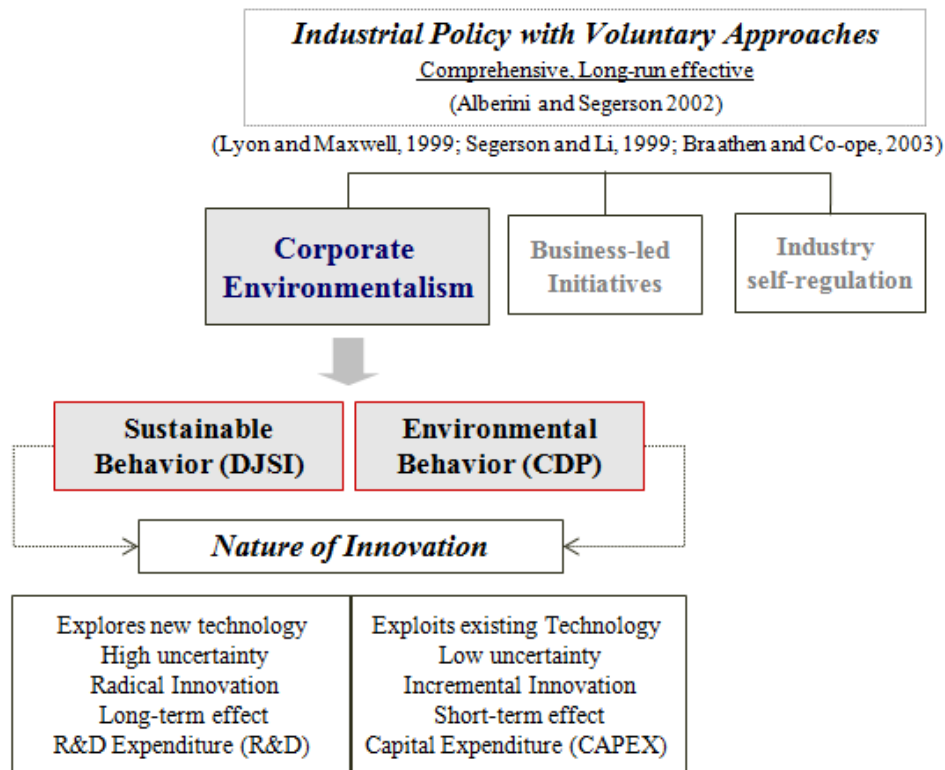 Industrial Policy with Voluntary Approaches
Comprehensive, Long-run effective
(Alberini and Segerson 2002)
(Lyon and Maxwell, 1999; Segerson and Li, 1999; Braathen and Co-ope, 2003)
Corporate
Environmentalism
Business-led
Initiatives
Industry
self-regulation
Sustainable
Behavior (DJSI)
Environmental
Behavior (CDP)
Nature of Innovation
Explores new technology
High uncertainty
Radical Innovation
Long-term effect
R&D Expenditure (R&D)
Exploits existing Technology
Low uncertainty
Incremental Innovation
Short-term effect
Capital Expenditure (CAPEX)